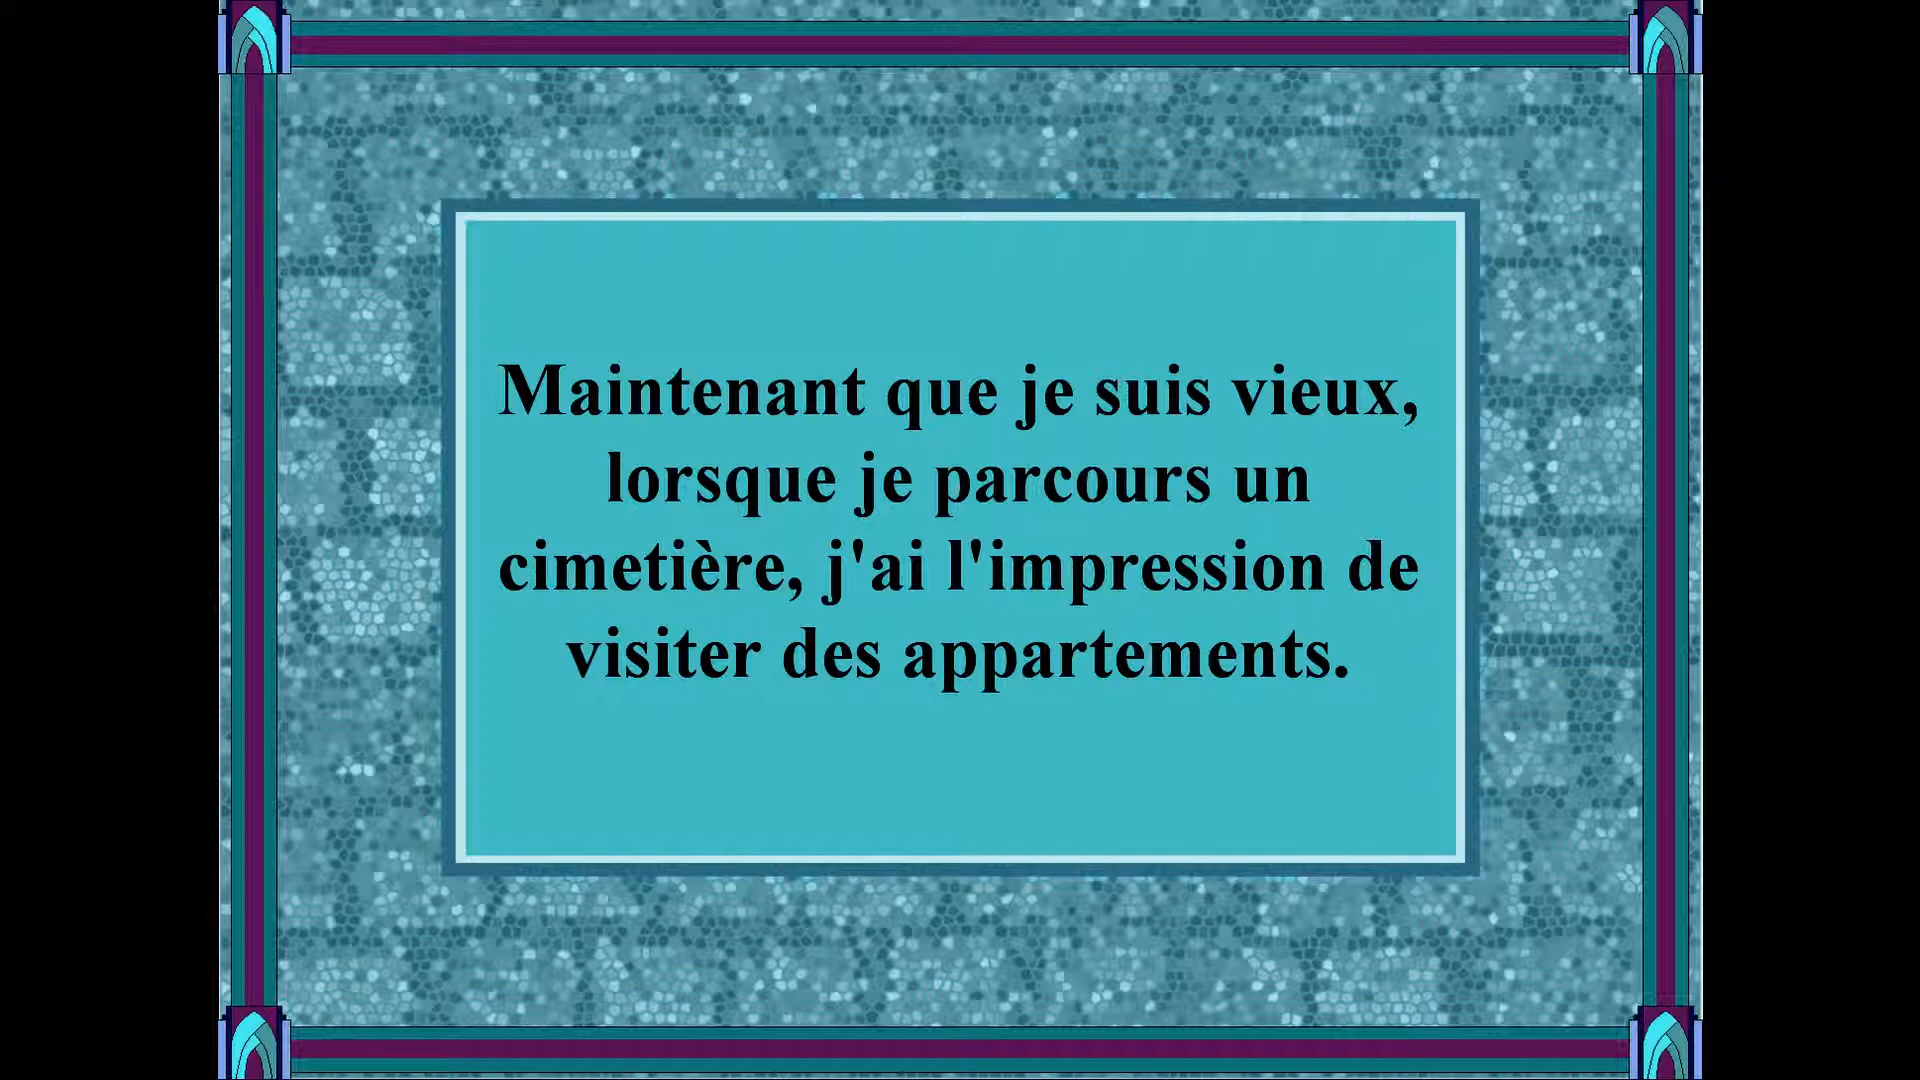 Maintenant que je suis vieux,
lorsque je parcours un
cimetière, j'ai l'impression de
visiter des appartements.